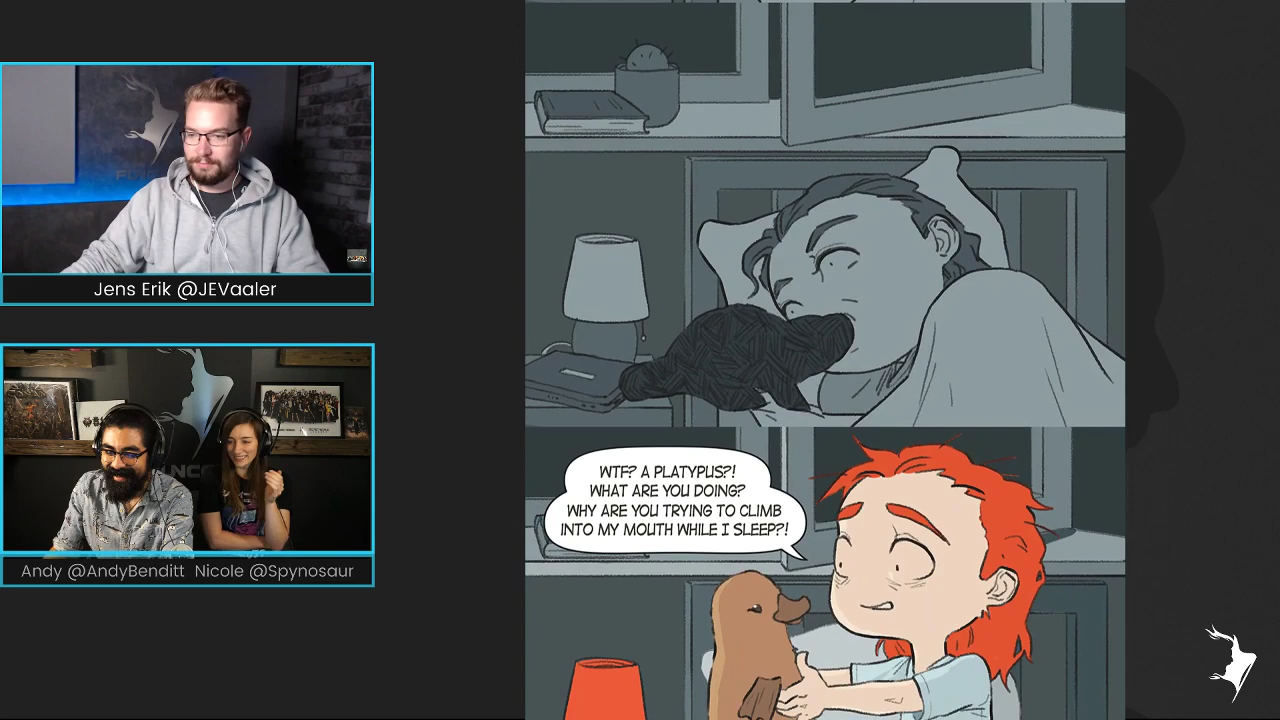 Jens Erik @JEVaaler
Andy @AndyBenditt Nicole @Spynosaur
WTF? A PLATYPUS?!
WHAT ARE YOU DOING?
WHY ARE YOU TRYING TO CLIMB
INTO MY MOUTH WHILE I SLEEP?!